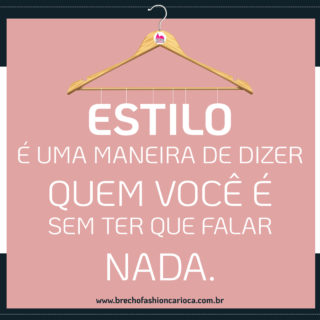 ESTILO
É UMA MANEIRA DE DIZER
QUEM VOCÊ É
SEM TER QUE FALAR
NADA.
www.brechofashioncarioca.com.br